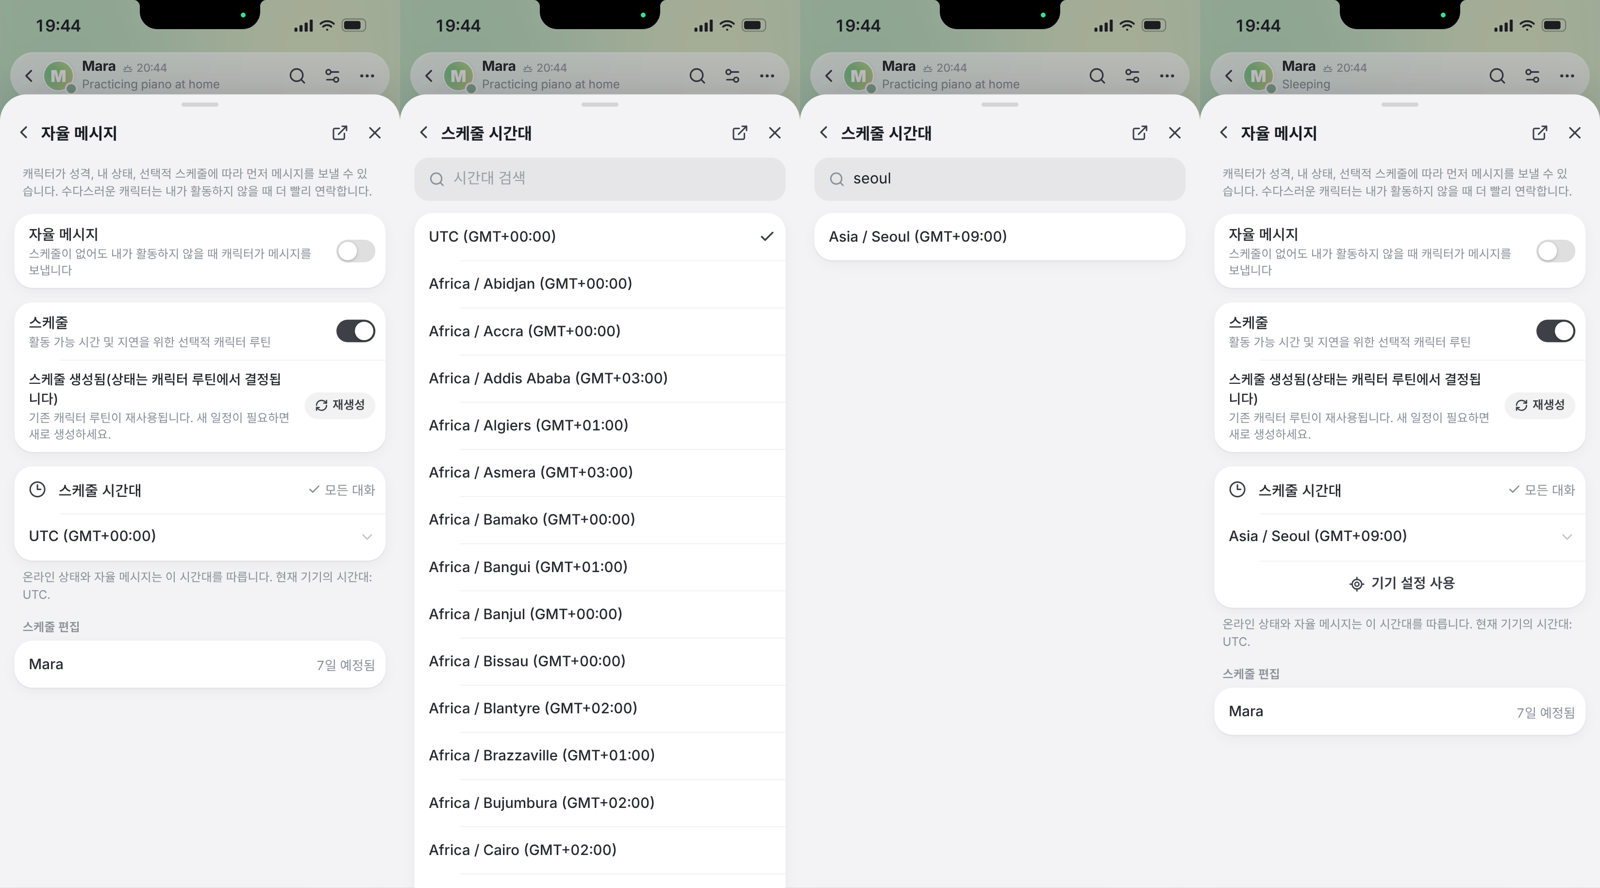 19:44
Mara 20:44
Practicing piano at home
M
자율 메시지
캐릭터가 성격, 내 상태, 선택적 스케줄에 따라 먼저 메시지를 보낼 수 있
습니다. 수다스러운 캐릭터는 내가 활동하지 않을 때 더 빨리 연락합니다.
자율 메시지
스케줄이 없어도 내가 활동하지 않을 때 캐릭터가 메시지를
보냅니다
스케줄
활동 가능 시간 및 지연을 위한 선택적 캐릭터 루틴
스케줄 생성됨(상태는 캐릭터 루틴에서 결정됩
니다)
기존 캐릭터 루틴이 재사용됩니다. 새 일정이 필요하면
새로 생성하세요.
재생성
스케줄 시간대
모든 대화
UTC (GMT+00:00)
온라인 상태와 자율 메시지는 이 시간대를 따릅니다. 현재 기기의 시간대:
UTC.
스케줄 편집
Mara
7일 예정됨
19:44
Mara 20:44
Practicing piano at home
M
스케줄 시간대
시간대 검색
UTC (GMT+00:00)
Africa / Abidjan (GMT+00:00)
Africa / Accra (GMT+00:00)
Africa / Addis Ababa (GMT+03:00)
Africa / Algiers (GMT+01:00)
Africa / Asmera (GMT+03:00)
Africa / Bamako (GMT+00:00)
Africa / Bangui (GMT+01:00)
Africa / Banjul (GMT+00:00)
Africa / Bissau (GMT+00:00)
Africa / Blantyre (GMT+02:00)
Africa / Brazzaville (GMT+01:00)
Africa / Bujumbura (GMT+02:00)
Africa / Cairo (GMT+02:00)
19:44
Mara 20:44
Practicing piano at home
M
스케줄 시간대
seoul
Asia / Seoul (GMT+09:00)
19:44
Mara 20:44
Sleeping
M
자율 메시지
캐릭터가 성격, 내 상태, 선택적 스케줄에 따라 먼저 메시지를 보낼 수 있
습니다. 수다스러운 캐릭터는 내가 활동하지 않을 때 더 빨리 연락합니다.
자율 메시지
스케줄이 없어도 내가 활동하지 않을 때 캐릭터가 메시지를
보냅니다
스케줄
활동 가능 시간 및 지연을 위한 선택적 캐릭터 루틴
스케줄 생성됨(상태는 캐릭터 루틴에서 결정됩
니다)
기존 캐릭터 루틴이 재사용됩니다. 새 일정이 필요하면
새로 생성하세요.
재생성
스케줄 시간대
모든 대화
Asia / Seoul (GMT+09:00)
기기 설정 사용
온라인 상태와 자율 메시지는 이 시간대를 따릅니다. 현재 기기의 시간대:
UTC.
스케줄 편집
Mara
7일 예정됨